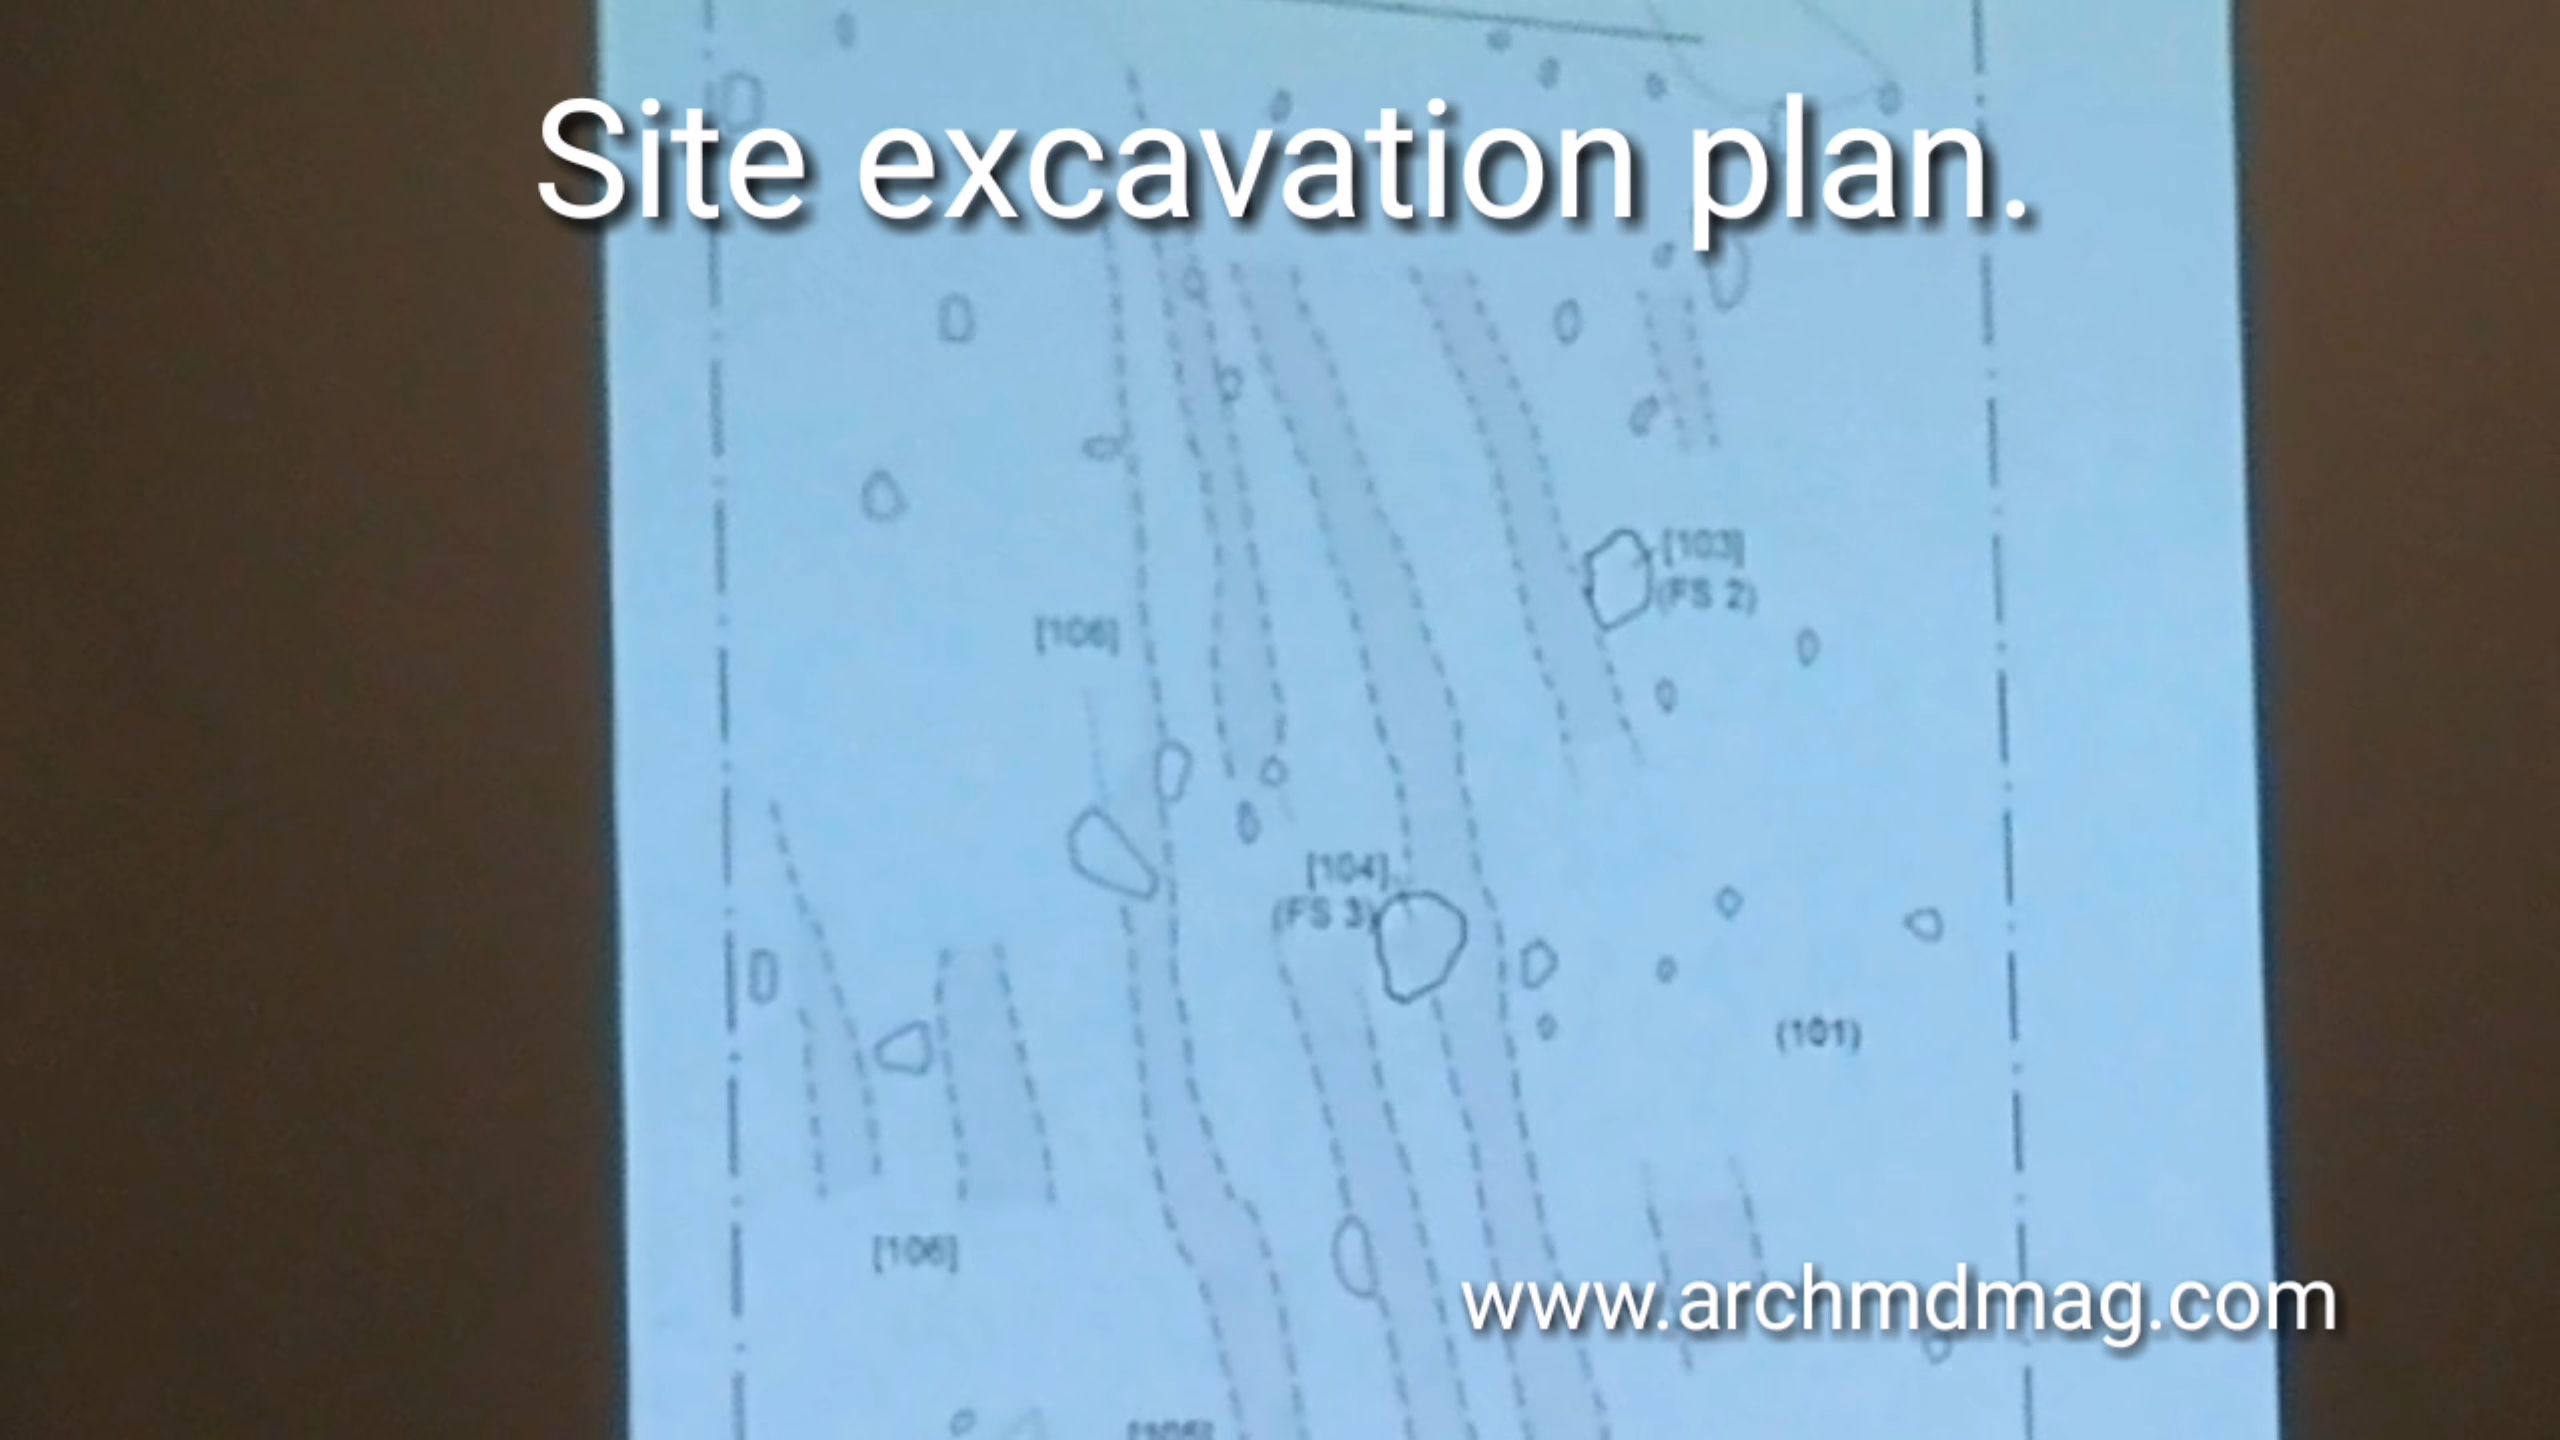 Site excavation plan.
[103]
(FS 2)
[106]
[104]
(FS 3)
(101)
[106]
www.archmdmag.com